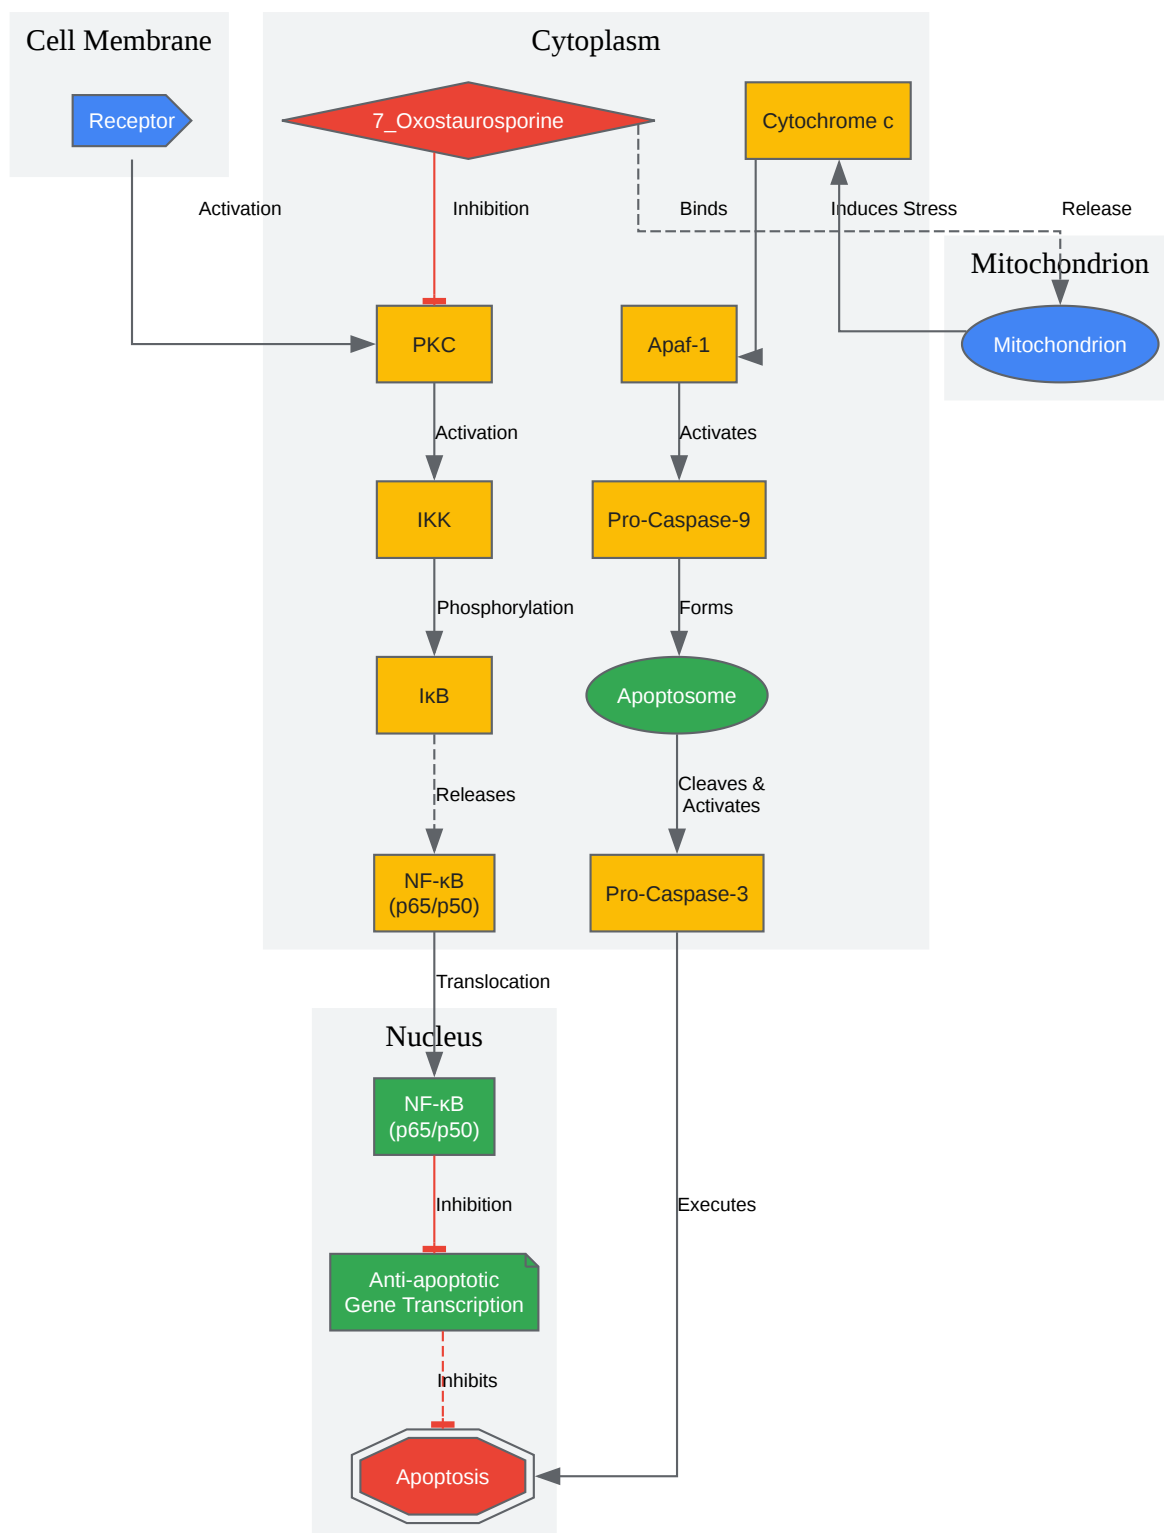 Cell Membrane
Cytoplasm
Receptor
7_Oxostaurosporine
Cytochrome c
Activation
Inhibition
Binds
Induces Stress
Release
Mitochondrion
PKC
Apaf-1
Mitochondrion
Activation
Activates
IKK
Pro-Caspase-9
Phosphorylation
Forms
IκB
Apoptosome
Releases
Cleaves &
Activates
NF-κB
(p65/p50)
Pro-Caspase-3
Translocation
Nucleus
NF-κB
(p65/p50)
Inhibition
Executes
Anti-apoptotic
Gene Transcription
Inhibits
Apoptosis